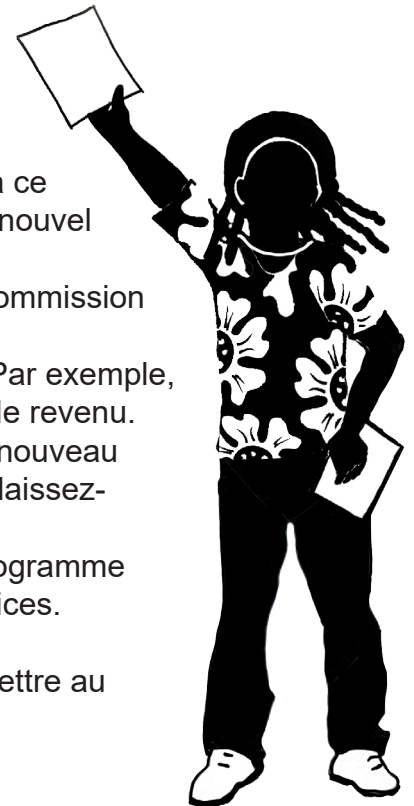 à ce
nouvel
ommission
Par exemple,
le revenu.
nouveau
laissez-
ogramme
ices.
ettre au